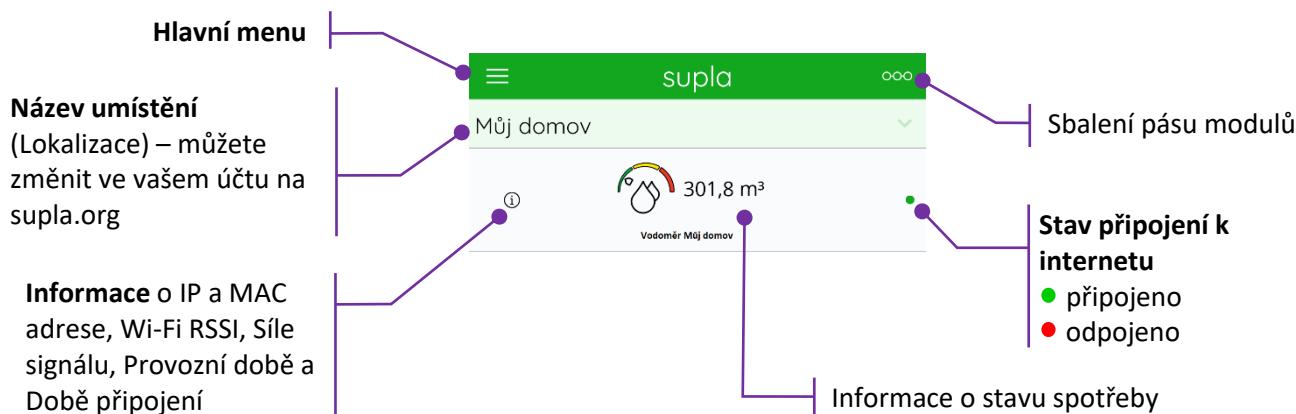 Hlavní menu
supla
Název umístění
(Lokalizace) – můžete
změnit ve vašem účtu na
supla.org
Můj domov
Sbalení pásu modulů
301,8 m³
Vodoměr Můj domov
Stav připojení k
internetu
připojeno
odpojeno
Informace o IP a MAC
adrese, Wi-Fi RSSI, Síle
signálu, Provozní době a
Době připojení
Informace o stavu spotřeby